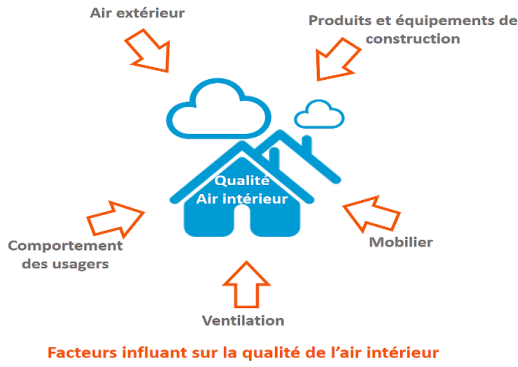 Air extérieur
Produits et équipements de
construction
Qualité
Air intérieur
Comportement
des usagers
Mobilier
Ventilation
Facteurs influant sur la qualité de l'air intérieur